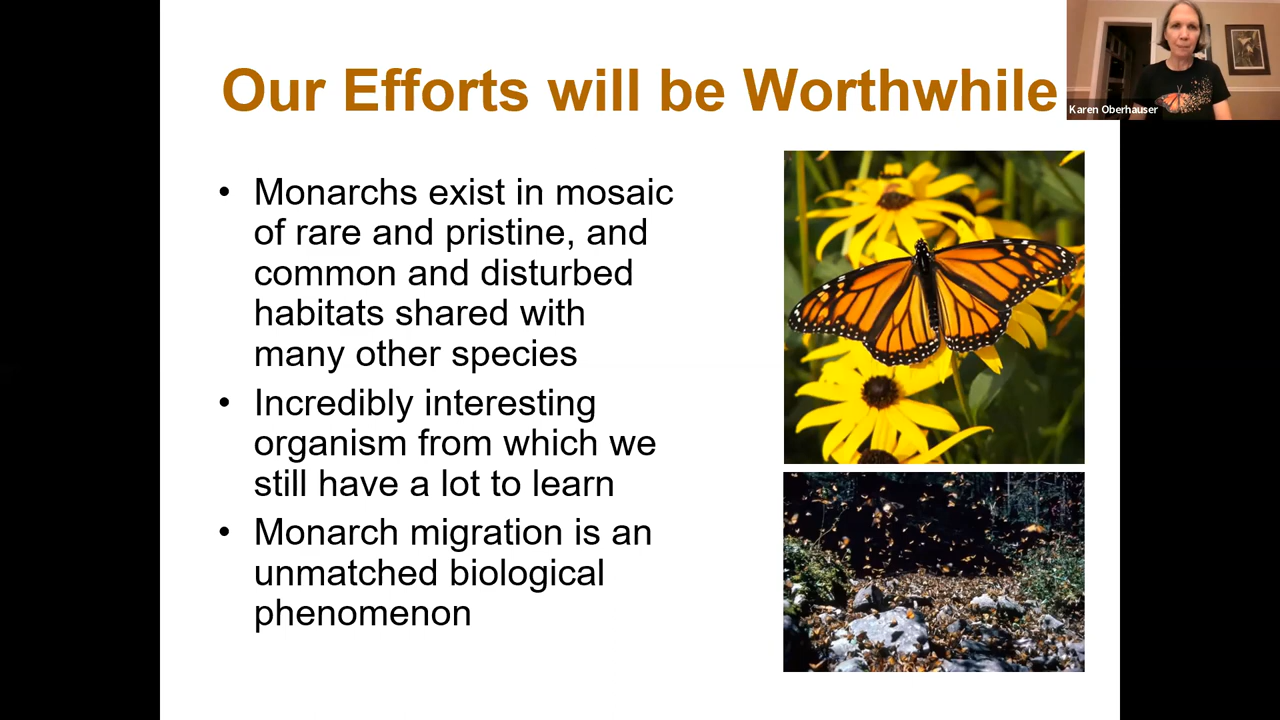 Our Efforts will be Worthwhile
Karen Oberhauser
• Monarchs exist in mosaic
of rare and pristine, and
common and disturbed
habitats shared with
many other species
• Incredibly interesting
organism from which we
still have a lot to learn
• Monarch migration is an
unmatched biological
phenomenon